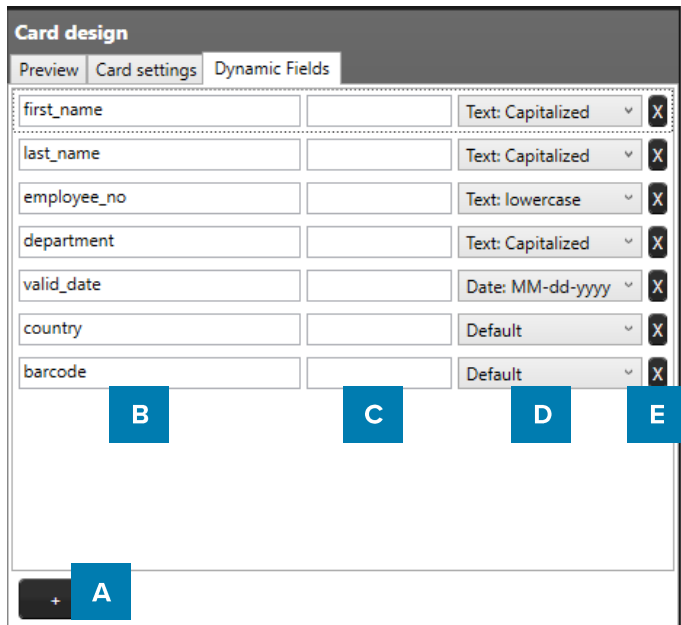 Card design
Preview Card settings Dynamic Fields
first_name Text: Capitalized X
last_name Text: Capitalized X
employee_no Text: lowercase X
department Text: Capitalized X
valid_date Date: MM-dd-yyyy X
country Default X
barcode Default X
B C D E
+ A